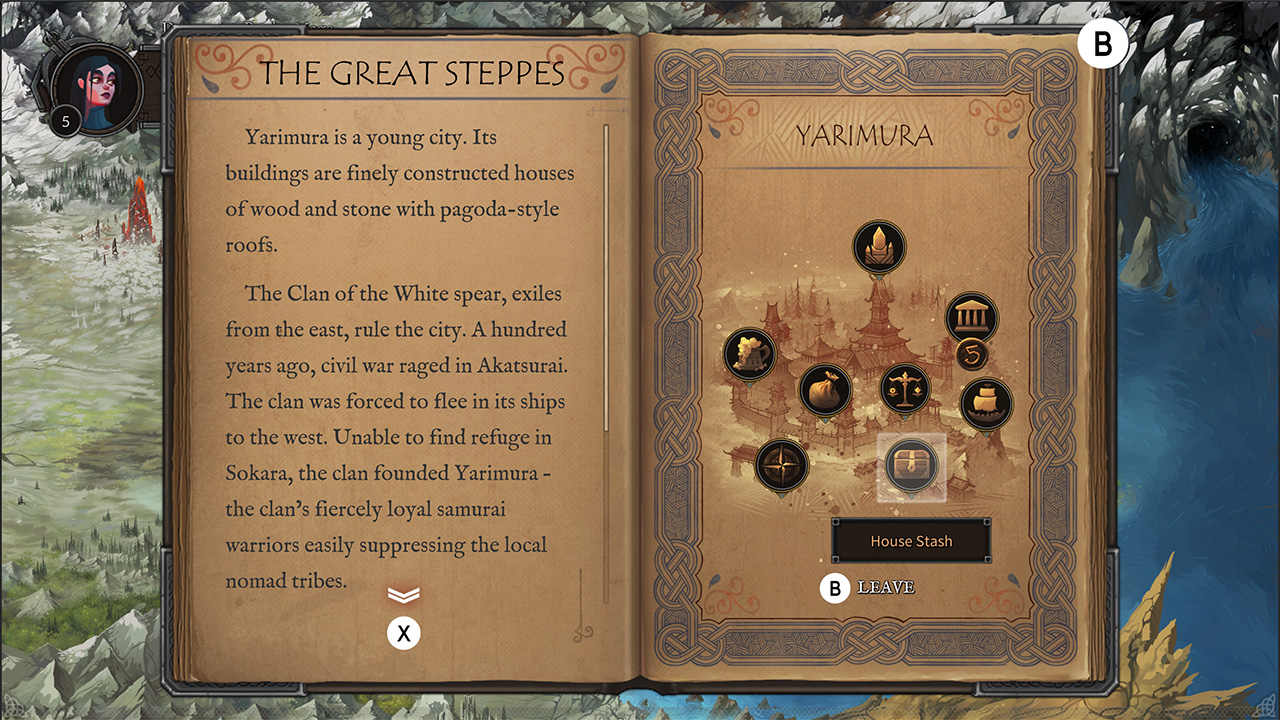 B
5
THE GREAT STEPPES
Yarimura is a young city. Its
buildings are finely constructed houses
of wood and stone with pagoda-style
roofs.
The Clan of the White spear, exiles
from the east, rule the city. A hundred
years ago, civil war raged in Akatsurai.
The clan was forced to flee in its ships
to the west. Unable to find refuge in
Sokara, the clan founded Yarimura -
the clan's fiercely loyal samurai
warriors easily suppressing the local
nomad tribes.
X
YARIMURA
5
House Stash
B LEAVE